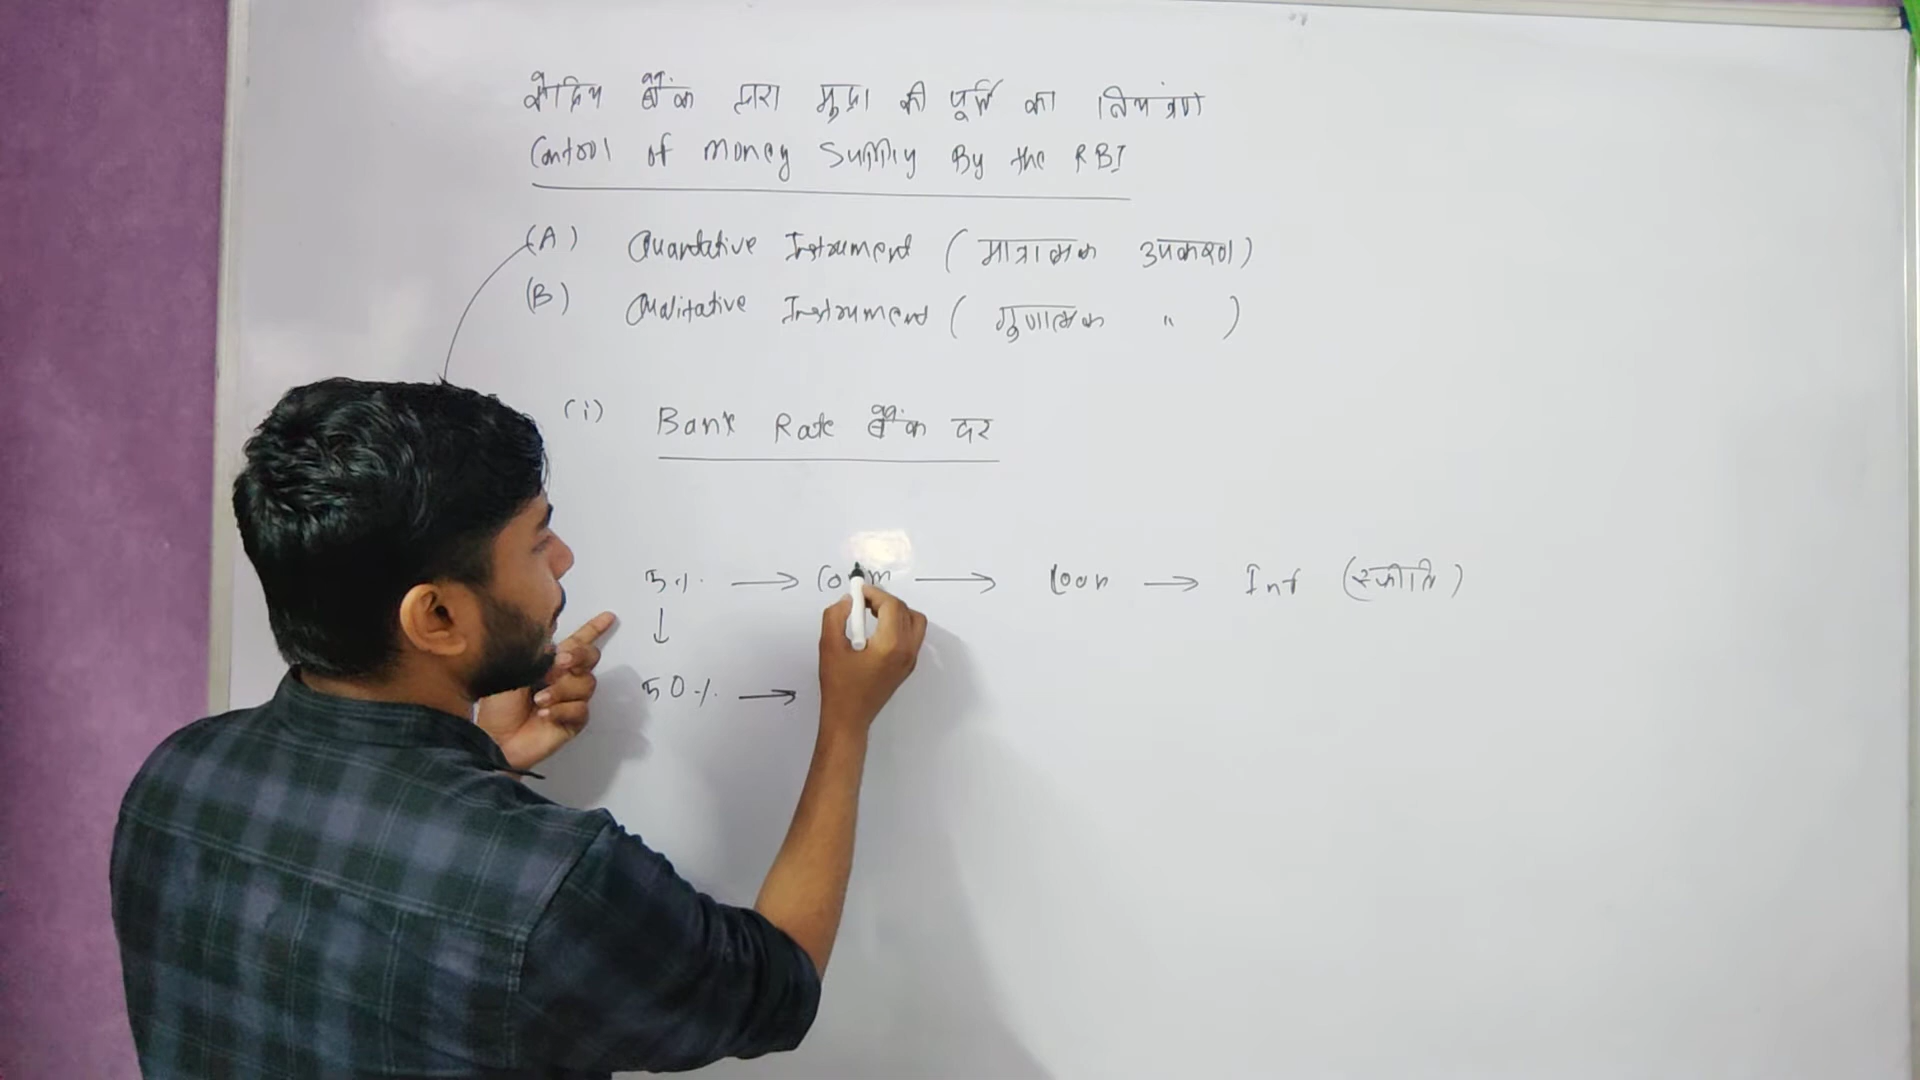 केंद्रिय बैंक द्वारा मुद्रा की पूर्ति का नियंत्रण
Control of Money Supply By the RBI
(A) Quantative Instrument (मात्रात्मक उपकरण)
(B) Qualitative Instrument (गुणात्मक " )
(i) Bank Rate बैंक दर
5% → Com → Loan → Inf (स्फीति)
↓
50% →